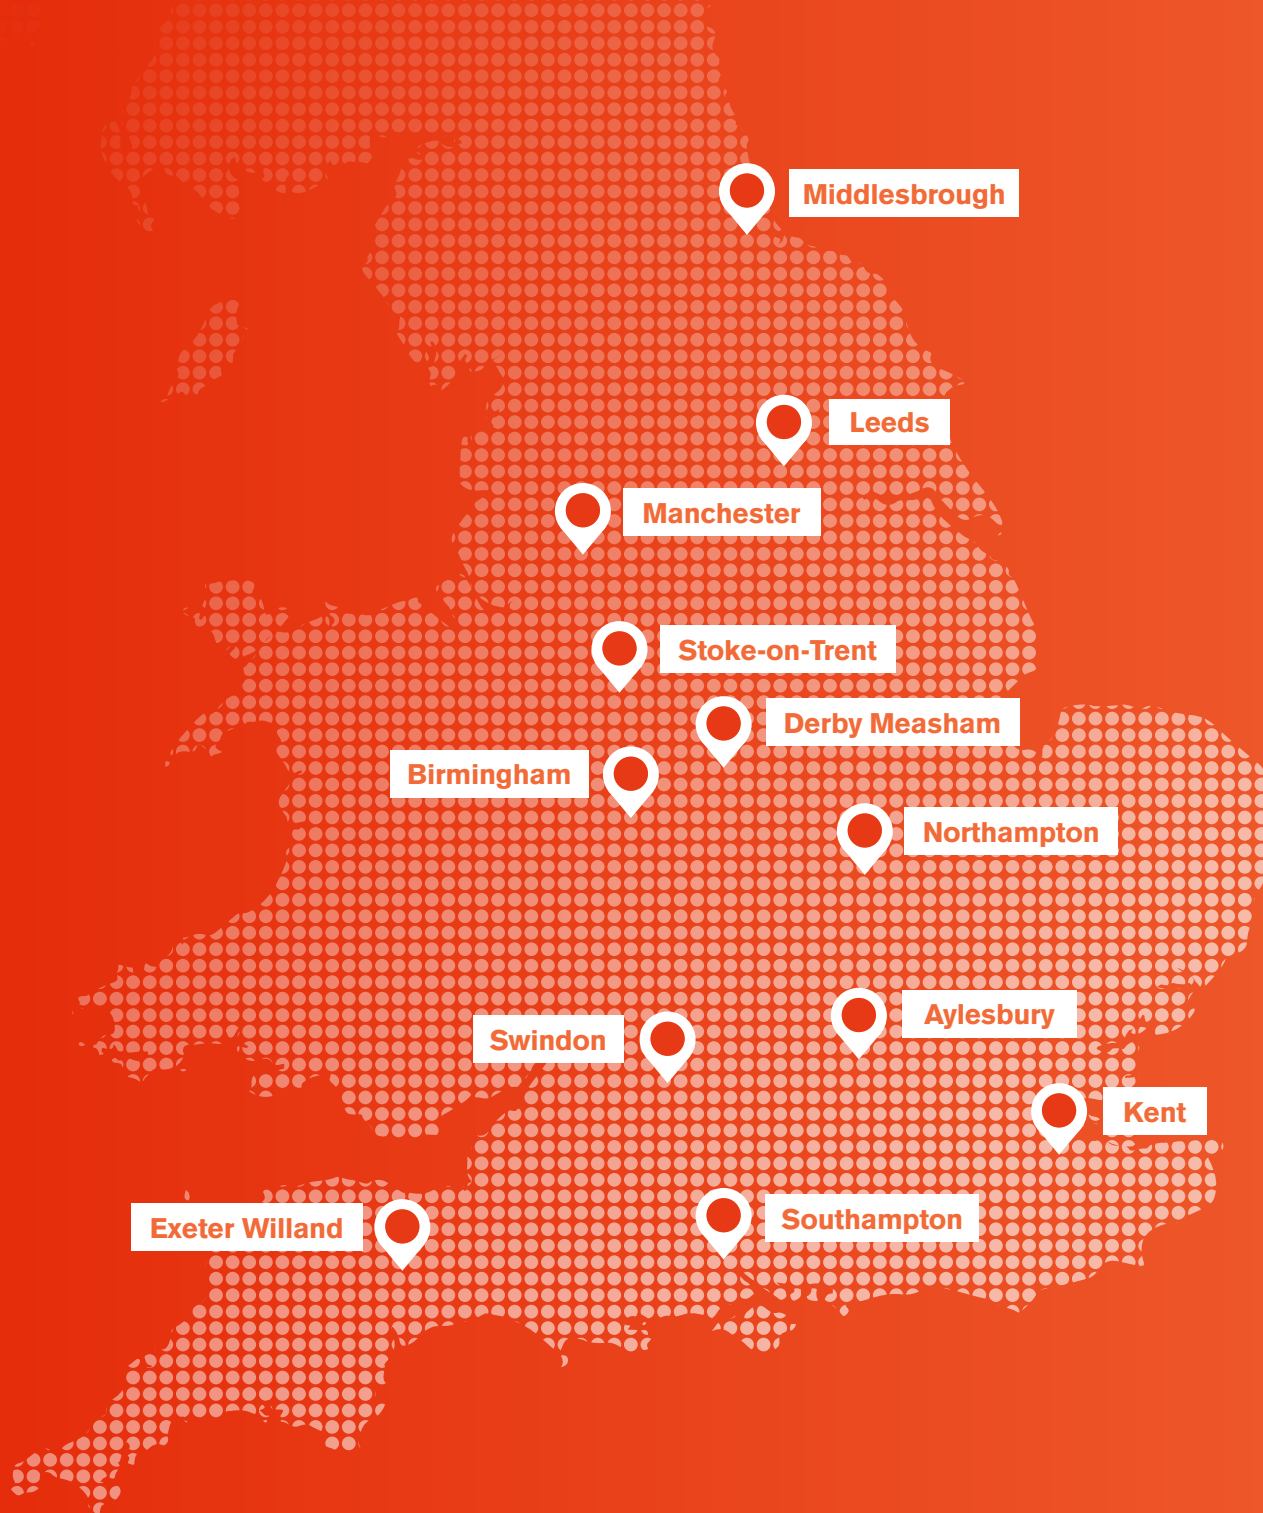 Middlesbrough
Leeds
Manchester
Stoke-on-Trent
Derby Measham
Birmingham
Northampton
Aylesbury
Swindon
Kent
Southampton
Exeter Willand